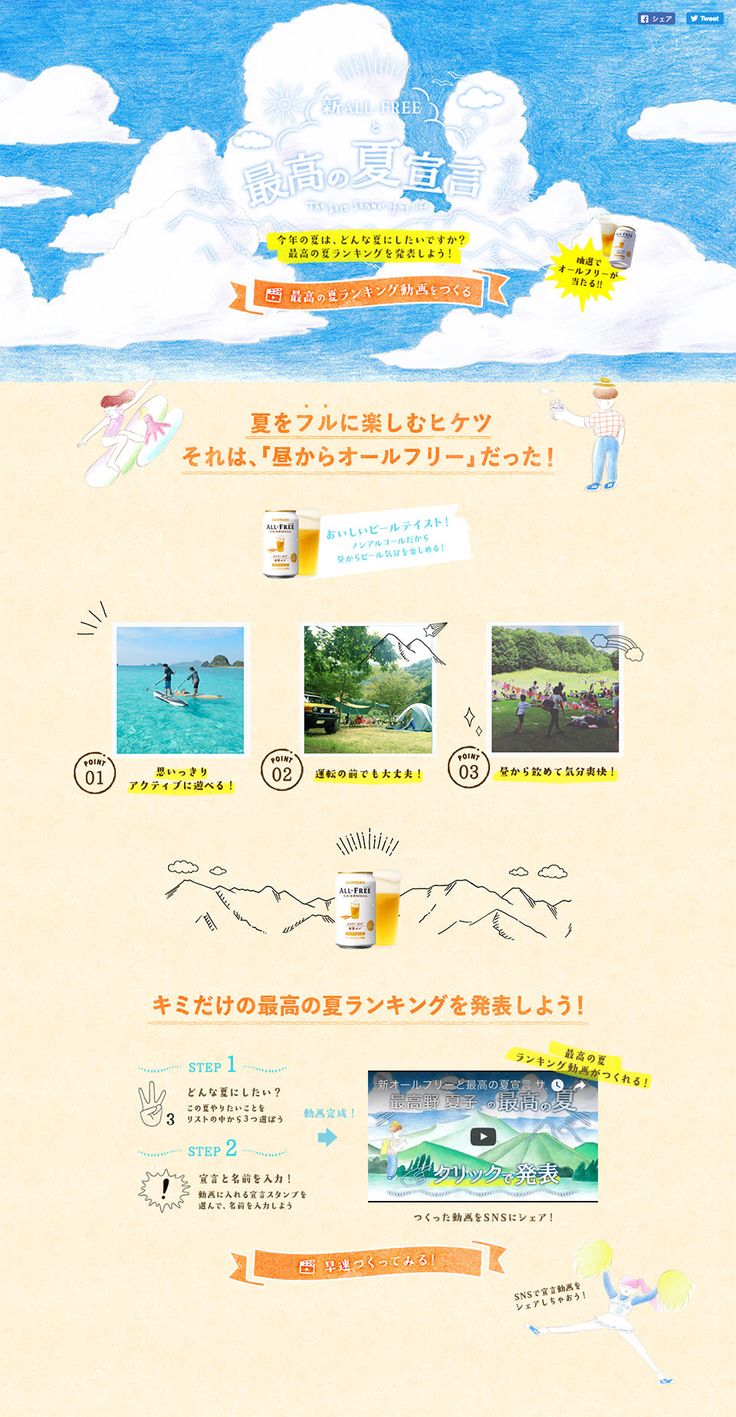 シェア
Tweet
新 ALL-FREE
と
最高の夏宣言
The best summer of my life
今年の夏は、どんな夏にしたいですか？
最高の夏ランキングを発表しよう！
抽選で
オールフリーが
当たる!!
最高の夏ランキング動画をつくる
夏をフルに楽しむヒケツ
それは、「昼からオールフリー」だった！
ALL-FREE
おいしいビールテイスト！
ノンアルコールだから
昼からビール気分を楽しめる！
POINT
01
思いっきり
アクティブに遊べる！
POINT
02
運転の前でも大丈夫！
POINT
03
昼から飲めて気分爽快！
ALL-FREE
キミだけの最高の夏ランキングを発表しよう！
STEP 1
3
どんな夏にしたい？
この夏やりたいことを
リストの中から3つ選ぼう
STEP 2
!
宣言と名前を入力！
動画に入れる宣言スタンプを
選んで、名前を入力しよう
動画完成！
最高の夏
ランキング動画がつくれる！
新オールフリーと最高の夏宣言 サ
最高野 夏子 の最高の夏
クリックで発表
つくった動画をSNSにシェア！
早速つくってみる！
SNSで宣言動画を
シェアしちゃおう！